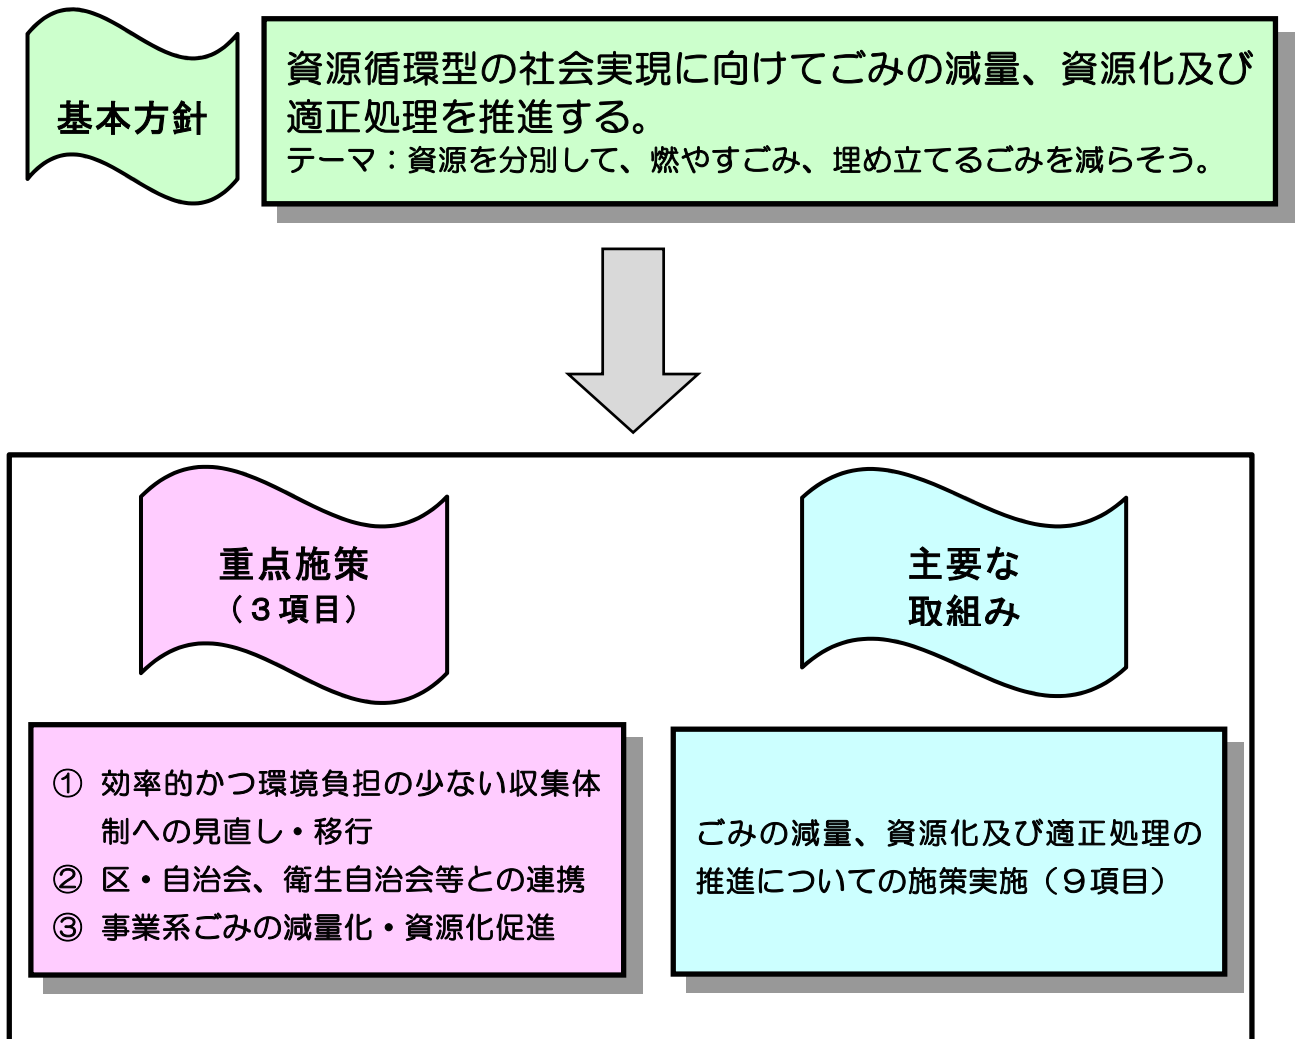 基本方針
資源循環型の社会実現に向けてごみの減量、資源化及び
適正処理を推進する。
テーマ：資源を分別して、燃やすごみ、埋め立てるごみを減らそう。
重点施策
（３項目）
① 効率的かつ環境負担の少ない収集体
制への見直し・移行
② 区・自治会、衛生自治会等との連携
③ 事業系ごみの減量化・資源化促進
主要な
取組み
ごみの減量、資源化及び適正処理の
推進についての施策実施（９項目）